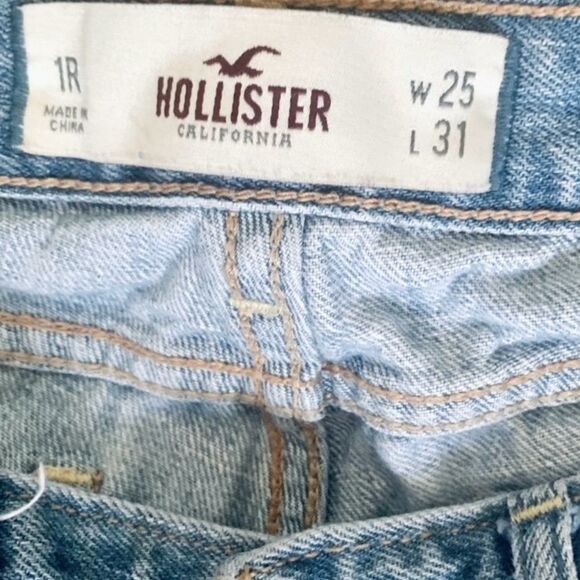 1R
MADE IN
CHINA
HOLLISTER
CALIFORNIA
W 25
L 31